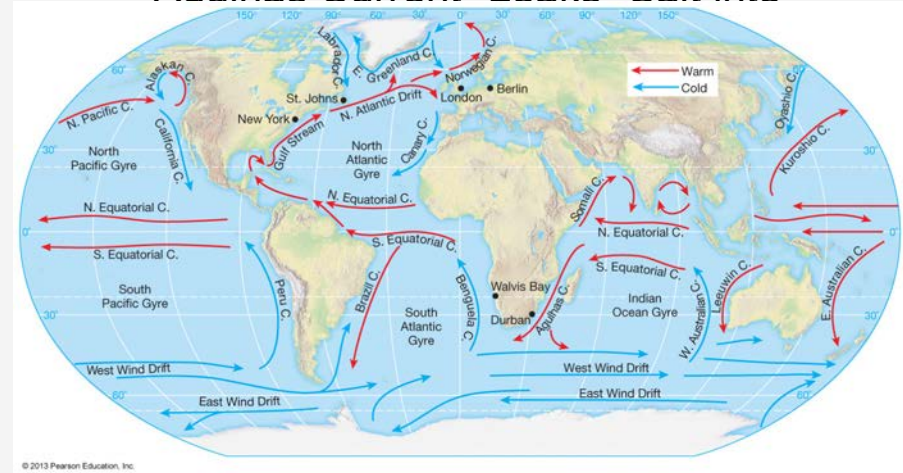 150°
120°
90°
60°
30°
0°
30°
60°
90°
120°
150°
Labrador C.
E. Greenland C.
Norwegian C.
60°
60°
Alaskan C.
Warm
Cold
Oyashio C.
St. Johns
London
Berlin
N. Pacific C.
N. Atlantic Drift
New York
Gulf Stream
California C.
Canary C.
Kuroshio C.
30°
30°
North
Pacific Gyre
North
Atlantic
Gyre
Somali C.
N. Equatorial C.
N. Equatorial C.
N. Equatorial C.
0°
0°
S. Equatorial C.
S. Equatorial C.
S. Equatorial C.
South
Pacific Gyre
Peru C.
Brazil C.
Benguela C.
Walvis Bay
Durban
Agulhas C.
Indian
Ocean Gyre
W. Australian C.
Leeuwin C.
E. Australian C.
South
Atlantic
Gyre
30°
30°
West Wind Drift
West Wind Drift
East Wind Drift
East Wind Drift
60°
60°
© 2013 Pearson Education, Inc.